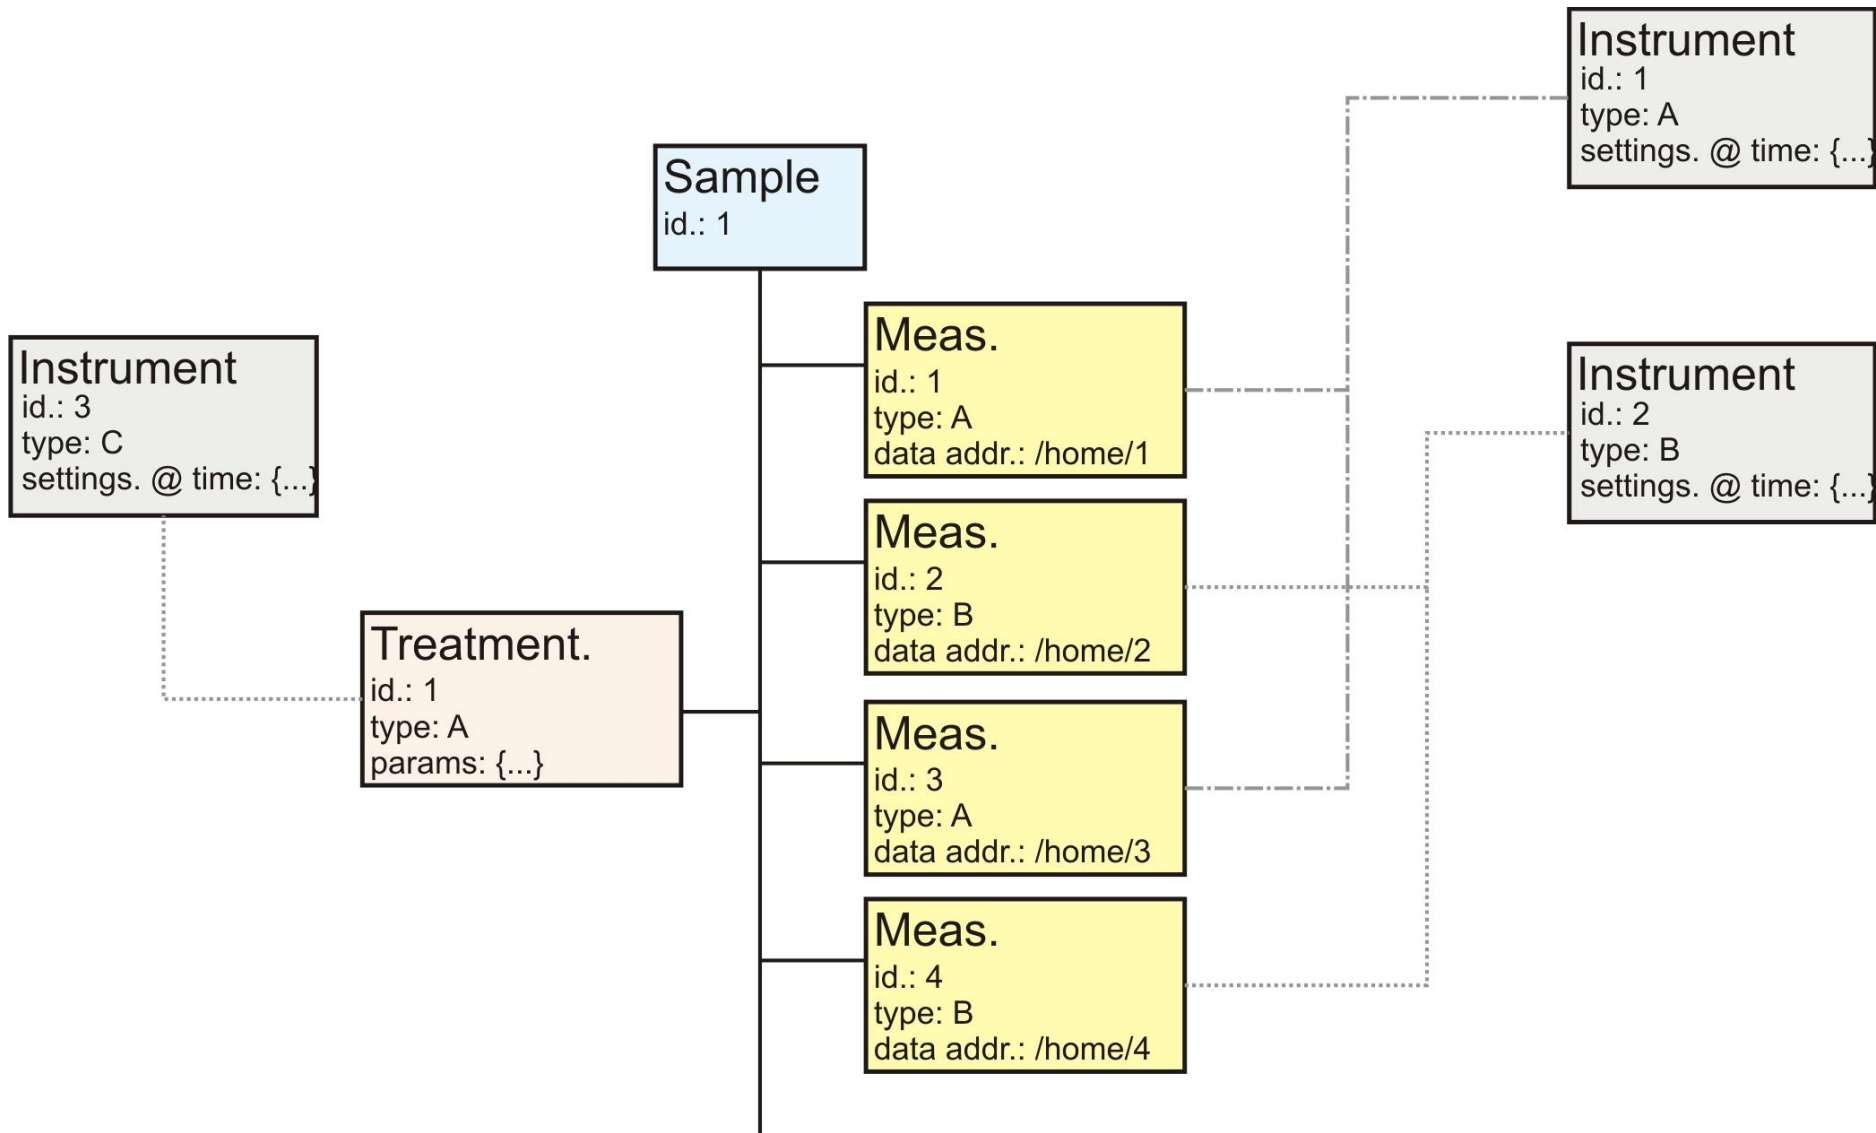 Instrument
id.: 1
type: A
settings. @ time: {...}
Sample
id.: 1
Meas.
id.: 1
type: A
data addr.: /home/1
Instrument
id.: 3
type: C
settings. @ time: {...}
Instrument
id.: 2
type: B
settings. @ time: {...}
Meas.
id.: 2
type: B
data addr.: /home/2
Treatment.
id.: 1
type: A
params: {...}
Meas.
id.: 3
type: A
data addr.: /home/3
Meas.
id.: 4
type: B
data addr.: /home/4